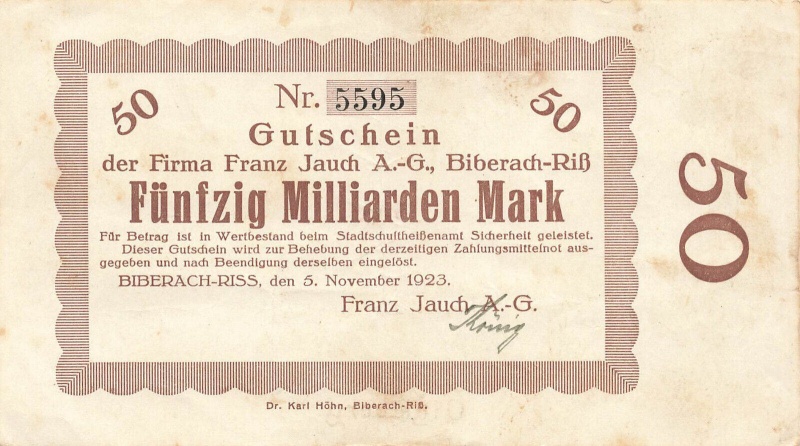 50 Nr. 5595 50
Gutschein
der Firma Franz Jauch A.-G., Biberach-Riß
Fünfzig Milliarden Mark
Für Betrag ist in Wertbestand beim Stadtschultheißenamt Sicherheit geleistet.
Dieser Gutschein wird zur Behebung der derzeitigen Zahlungsmittelnot aus-
gegeben und nach Beendigung derselben eingelöst.
BIBERACH-RISS, den 5. November 1923.
Franz Jauch A.-G.
König
Dr. Karl Höhn, Biberach-Riß.
50